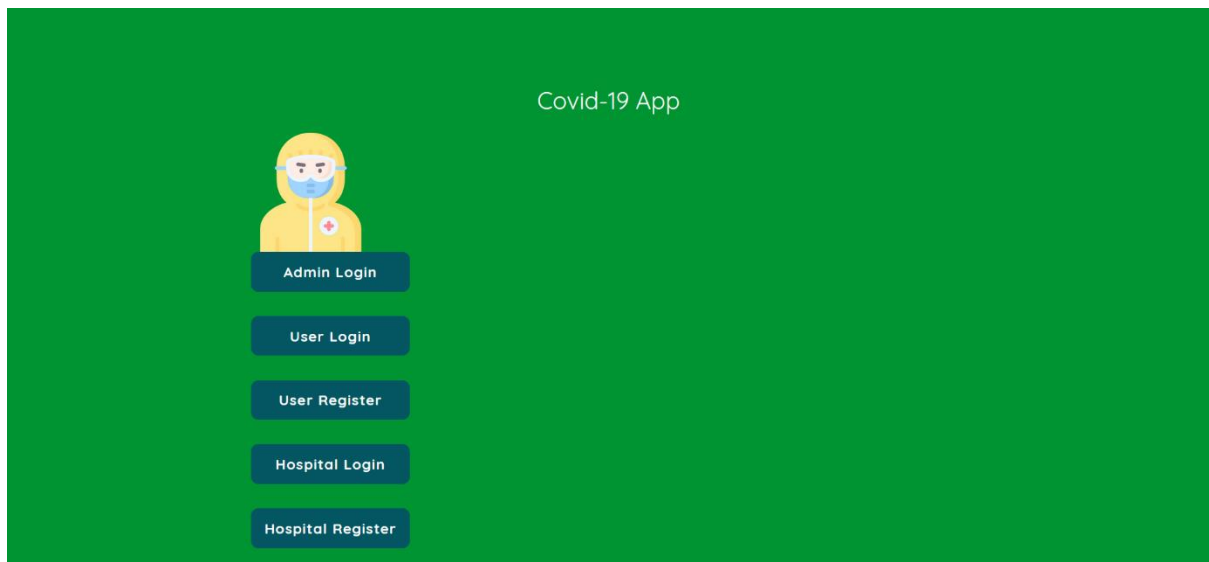 Covid-19 App
Admin Login
User Login
User Register
Hospital Login
Hospital Register